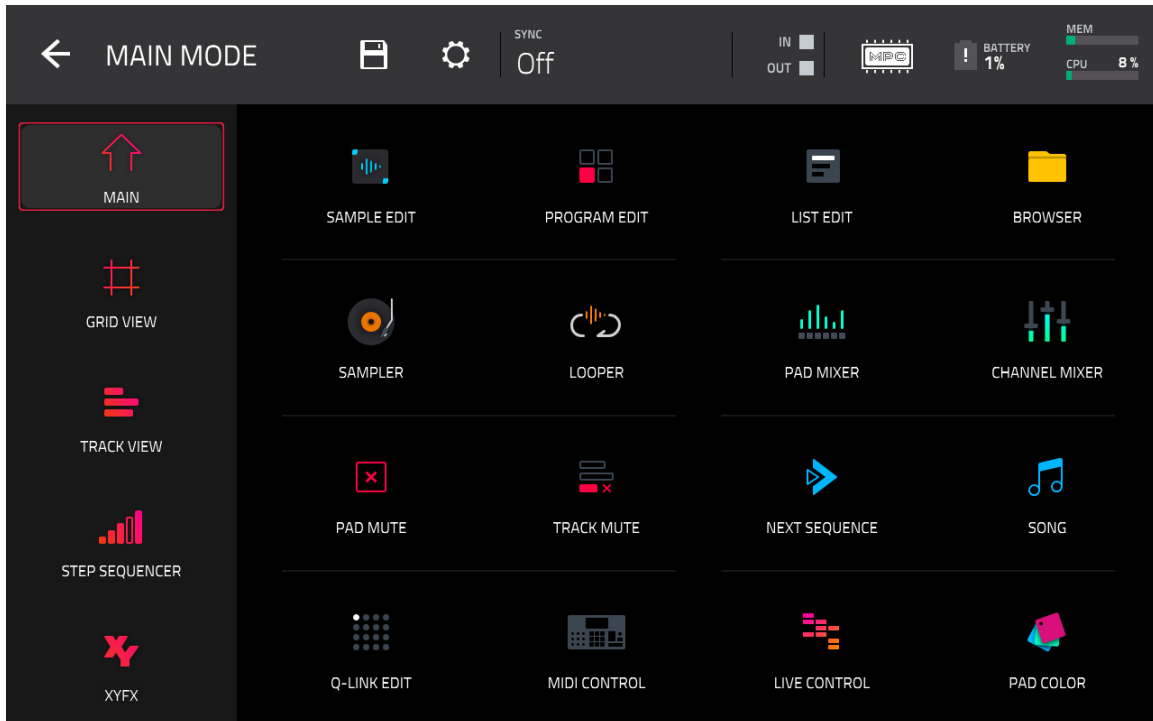 MAIN MODE
SYNC
Off
IN
OUT
MPC
! BATTERY
1%
MEM
CPU 8 %
MAIN
SAMPLE EDIT
PROGRAM EDIT
LIST EDIT
BROWSER
GRID VIEW
SAMPLER
LOOPER
PAD MIXER
CHANNEL MIXER
TRACK VIEW
PAD MUTE
TRACK MUTE
NEXT SEQUENCE
SONG
STEP SEQUENCER
XY
XYFX
Q-LINK EDIT
MIDI CONTROL
LIVE CONTROL
PAD COLOR